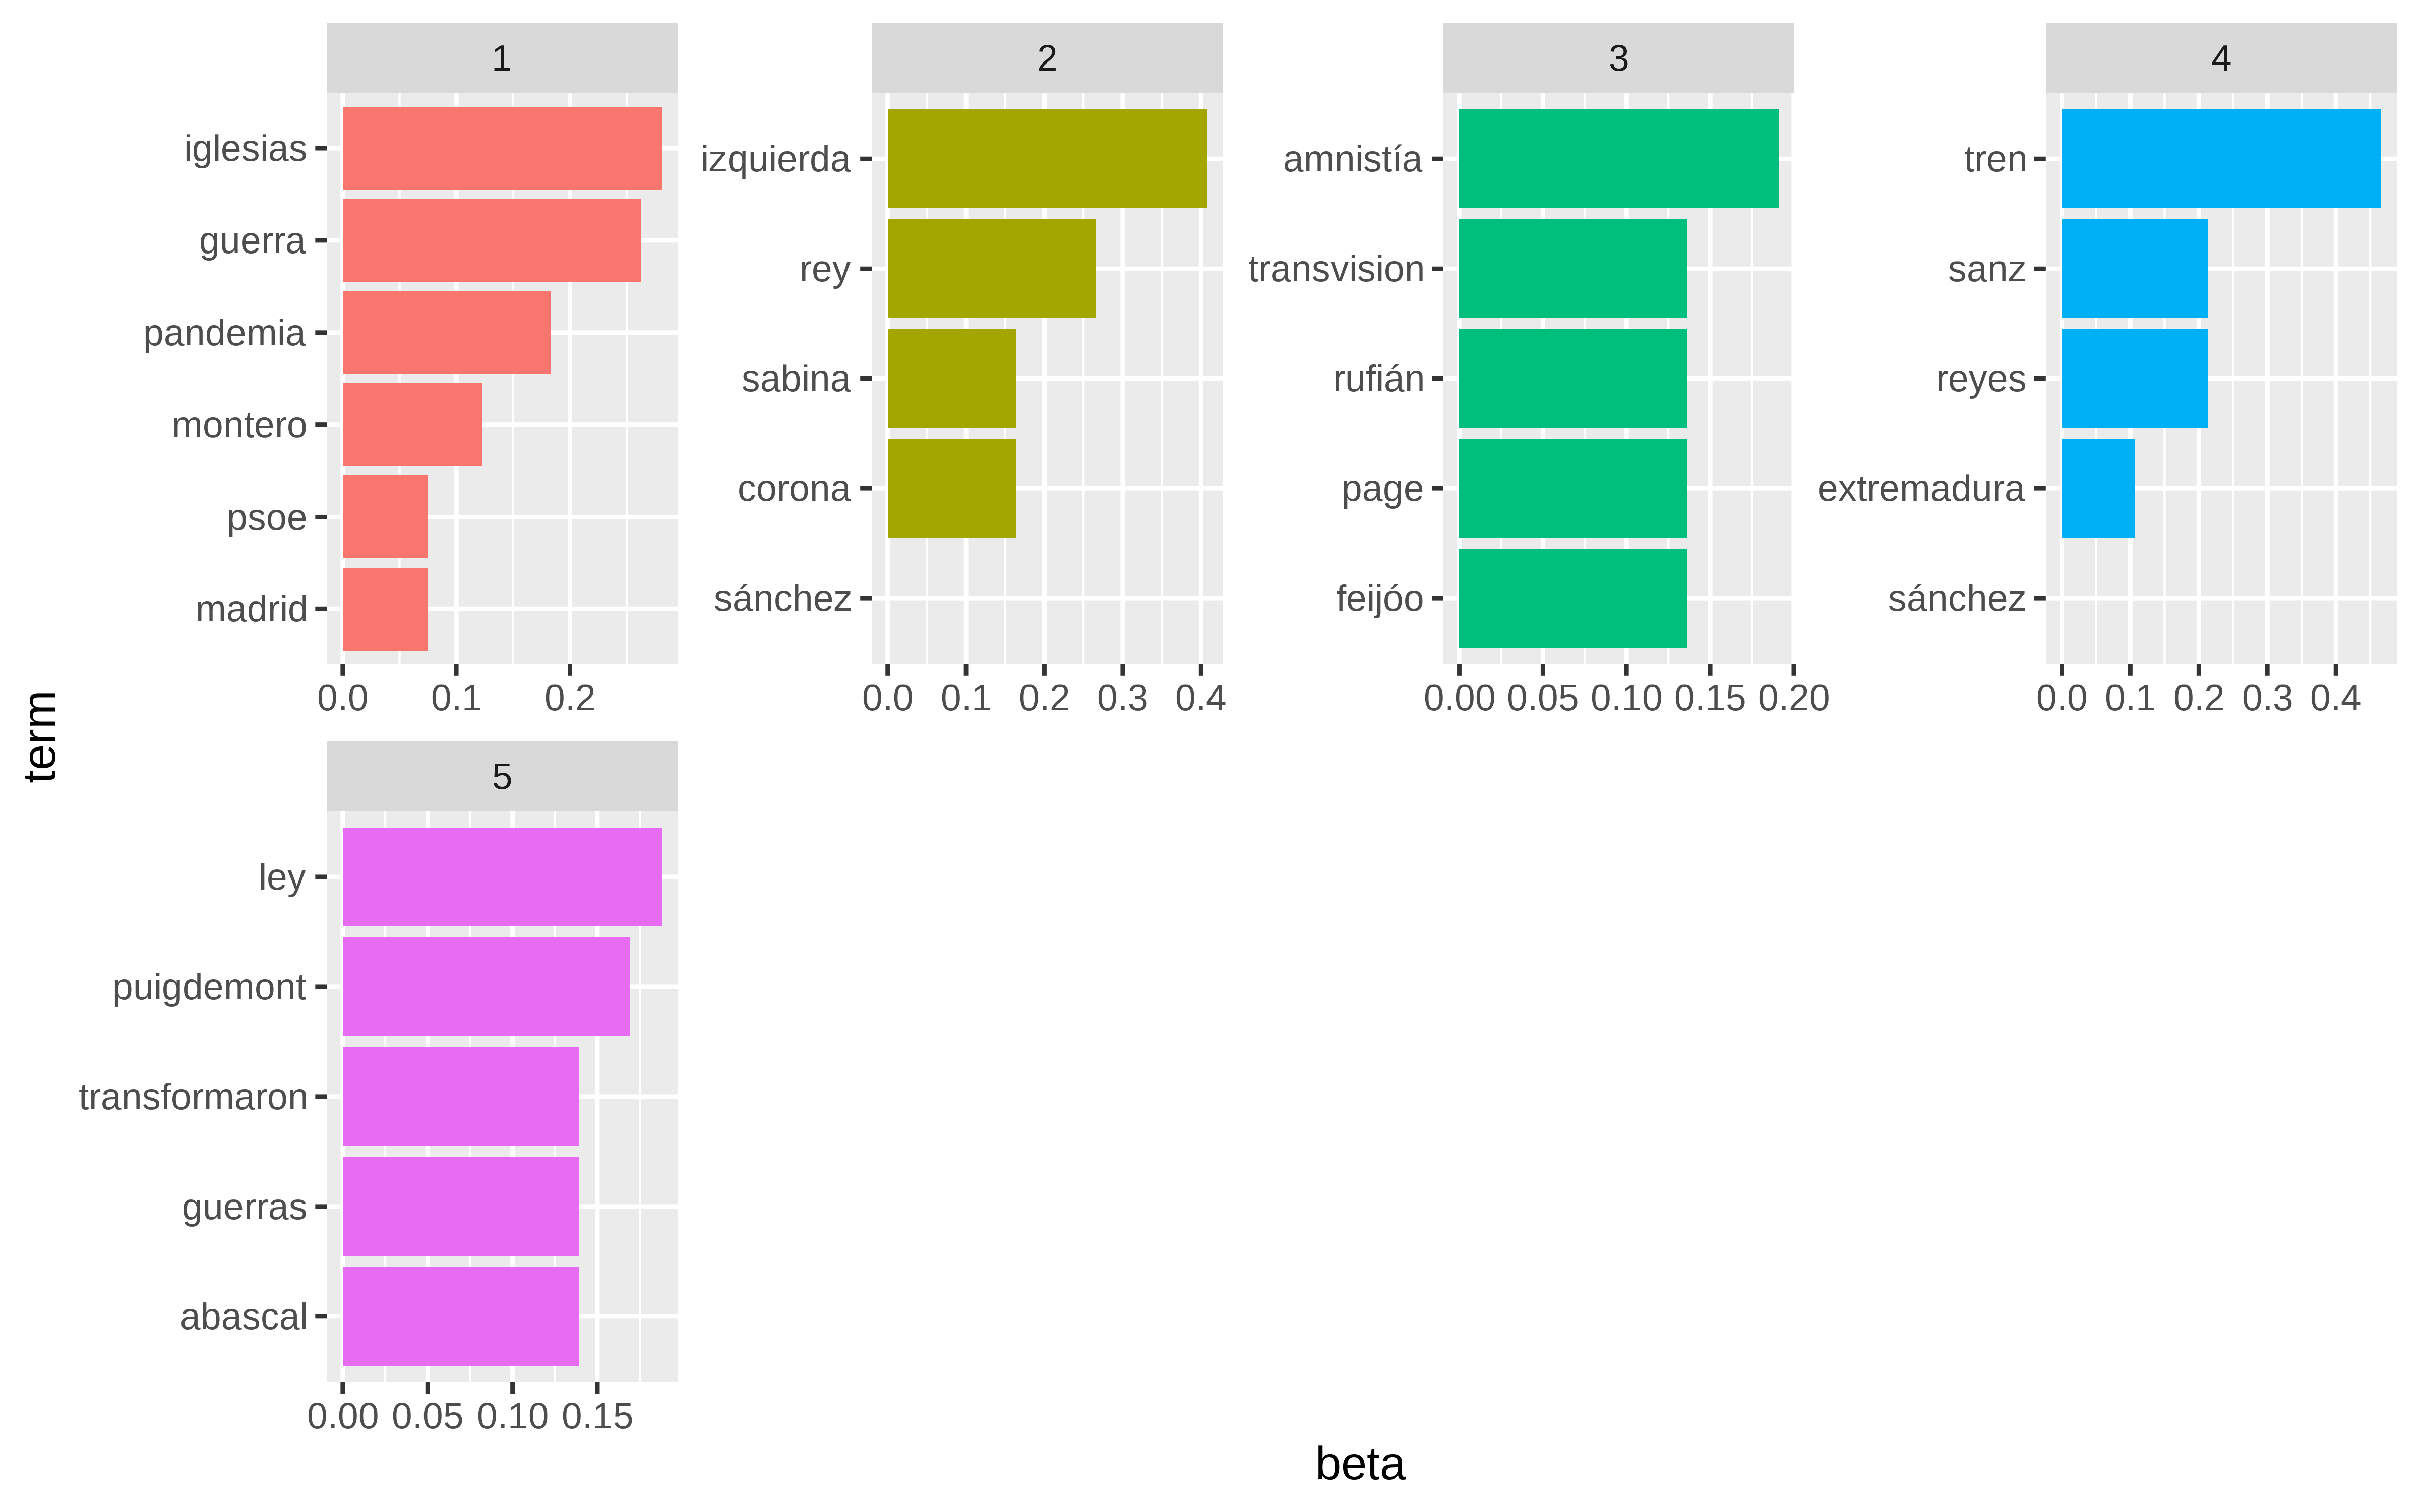 1
iglesias
guerra
pandemia
montero
psoe
madrid
0.0 0.1 0.2
2
izquierda
rey
sabina
corona
sánchez
0.0 0.1 0.2 0.3 0.4
3
amnistía
transvision
rufián
page
feijóo
0.00 0.05 0.10 0.15 0.20
4
tren
sanz
reyes
extremadura
sánchez
0.0 0.1 0.2 0.3 0.4
term
5
ley
puigdemont
transformaron
guerras
abascal
0.00 0.05 0.10 0.15
beta